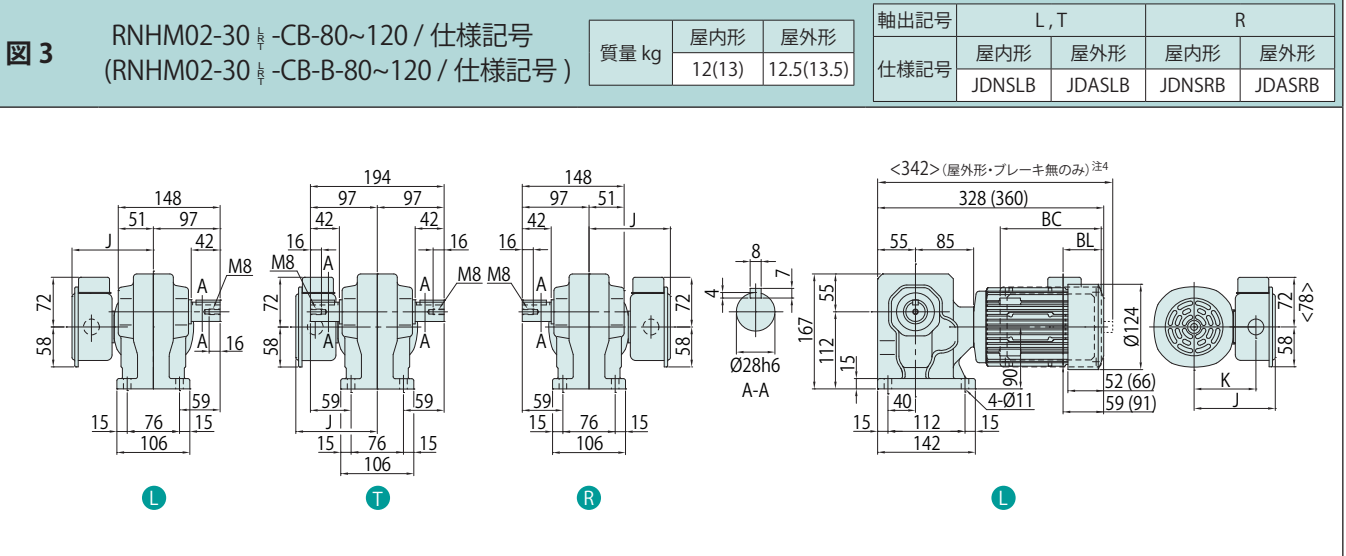 図 3
RNHM02-30 L R T -CB-80~120 / 仕様記号
(RNHM02-30 L R T -CB-B-80~120 / 仕様記号 )
質量 kg 屋内形 屋外形
12(13) 12.5(13.5)
軸出記号 L , T R
仕様記号 屋内形 屋外形 屋内形 屋外形
JDNSLB JDASLB JDNSRB JDASRB
148
51 97
J 42
M8
A
72
58
A 16
59
15 76 15
106
L
194
97 97
42 42
16 16
M8 A A M8
72
58
A A
59 59
J
15 76 15
106
T
148
97 51
42 J
16
M8 A
72
58
A
59
15 76 15
106
R
8
7
4
Ø28h6
A-A
<342>(屋外形・ブレーキ無のみ) 注4
328 (360)
BC
55 85 BL
55
167
112
15
90
Ø124
40
4-Ø11
52 (66)
59 (91)
15 112 15
142
L
72
<78>
58
K
J